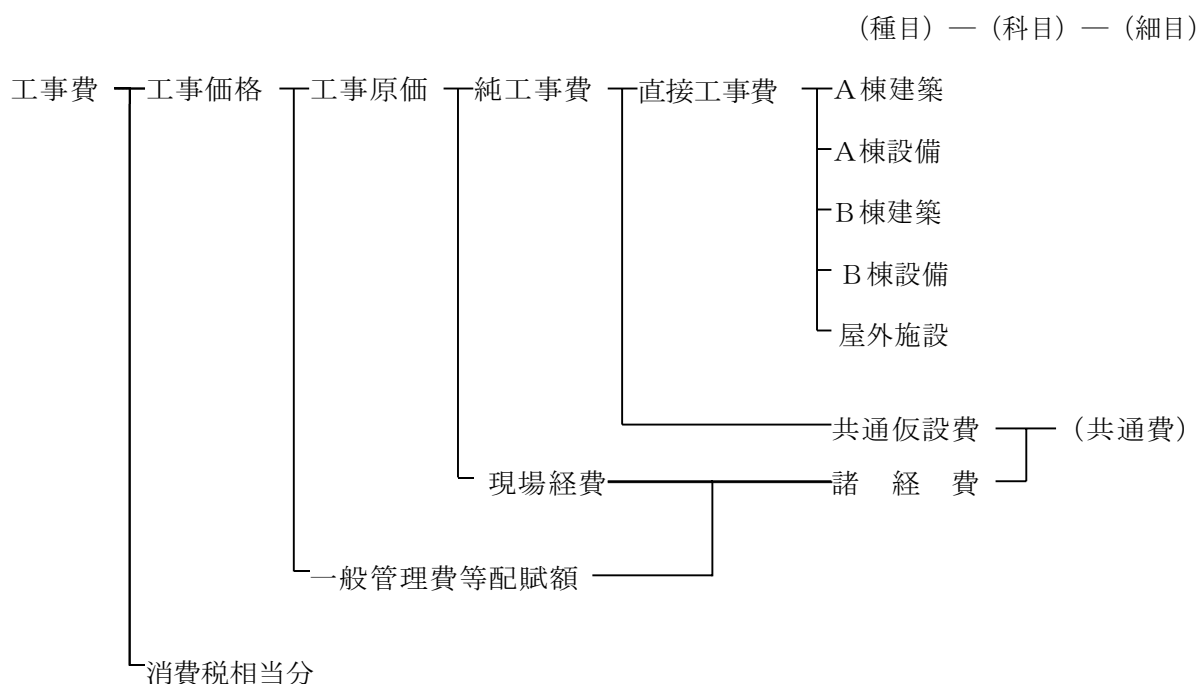 （種目）―（科目）―（細目）
工事費 工事価格 工事原価 純工事費 直接工事費 Ａ棟建築
Ａ棟設備
Ｂ棟建築
Ｂ棟設備
屋外施設
共通仮設費 （共通費）
現場経費 諸　経　費
一般管理費等配賦額
消費税相当分